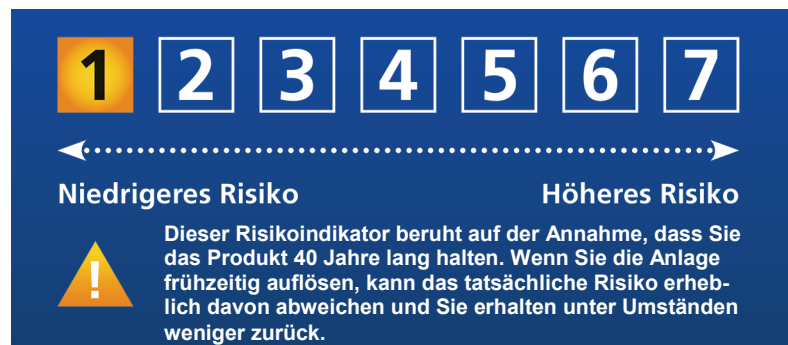 1 2 3 4 5 6 7
Niedrigeres Risiko Höheres Risiko
Dieser Risikoindikator beruht auf der Annahme, dass Sie
das Produkt 40 Jahre lang halten. Wenn Sie die Anlage
frühzeitig auflösen, kann das tatsächliche Risiko erheb-
lich davon abweichen und Sie erhalten unter Umständen
weniger zurück.